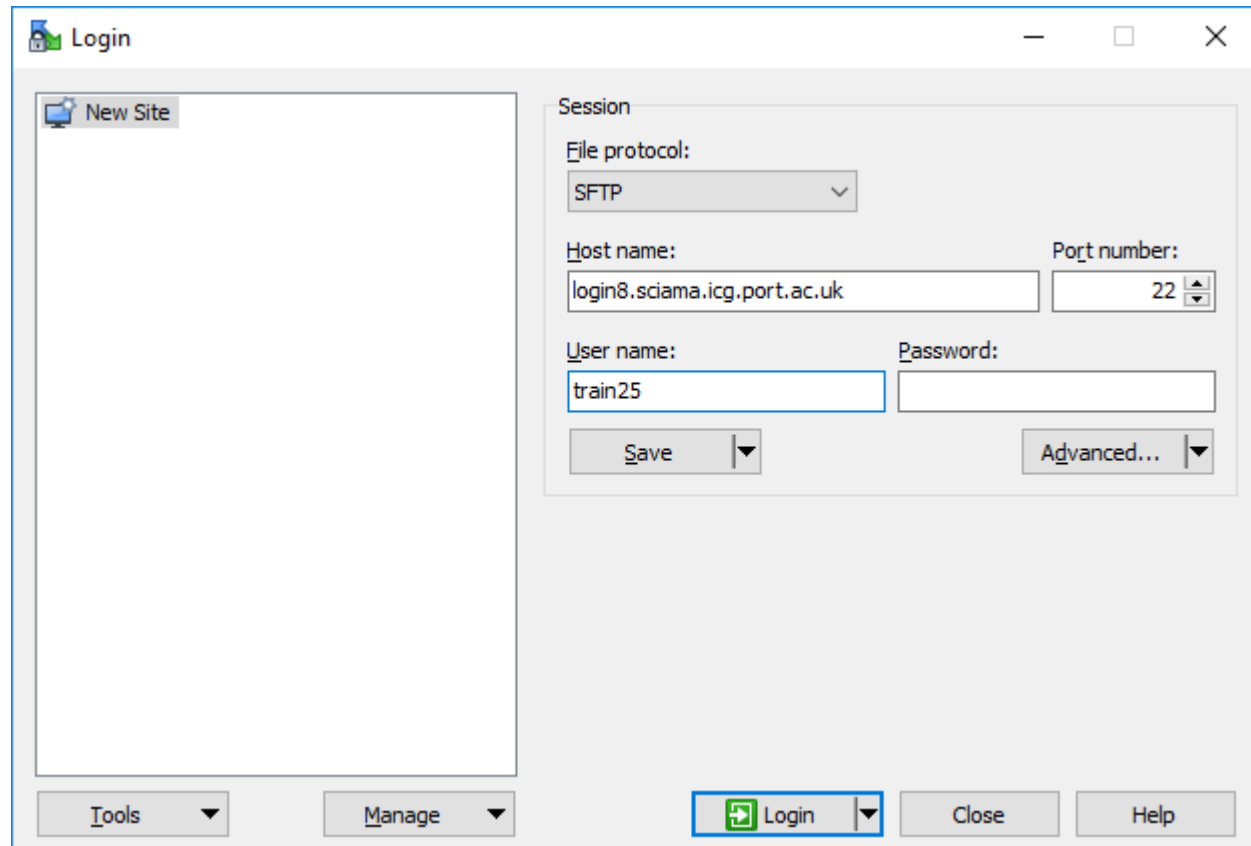 Login
New Site
Session
File protocol:
SFTP
Host name: Port number:
login8.sciama.icg.port.ac.uk 22
User name: Password:
train25
Save Advanced...
Tools Manage Login Close Help